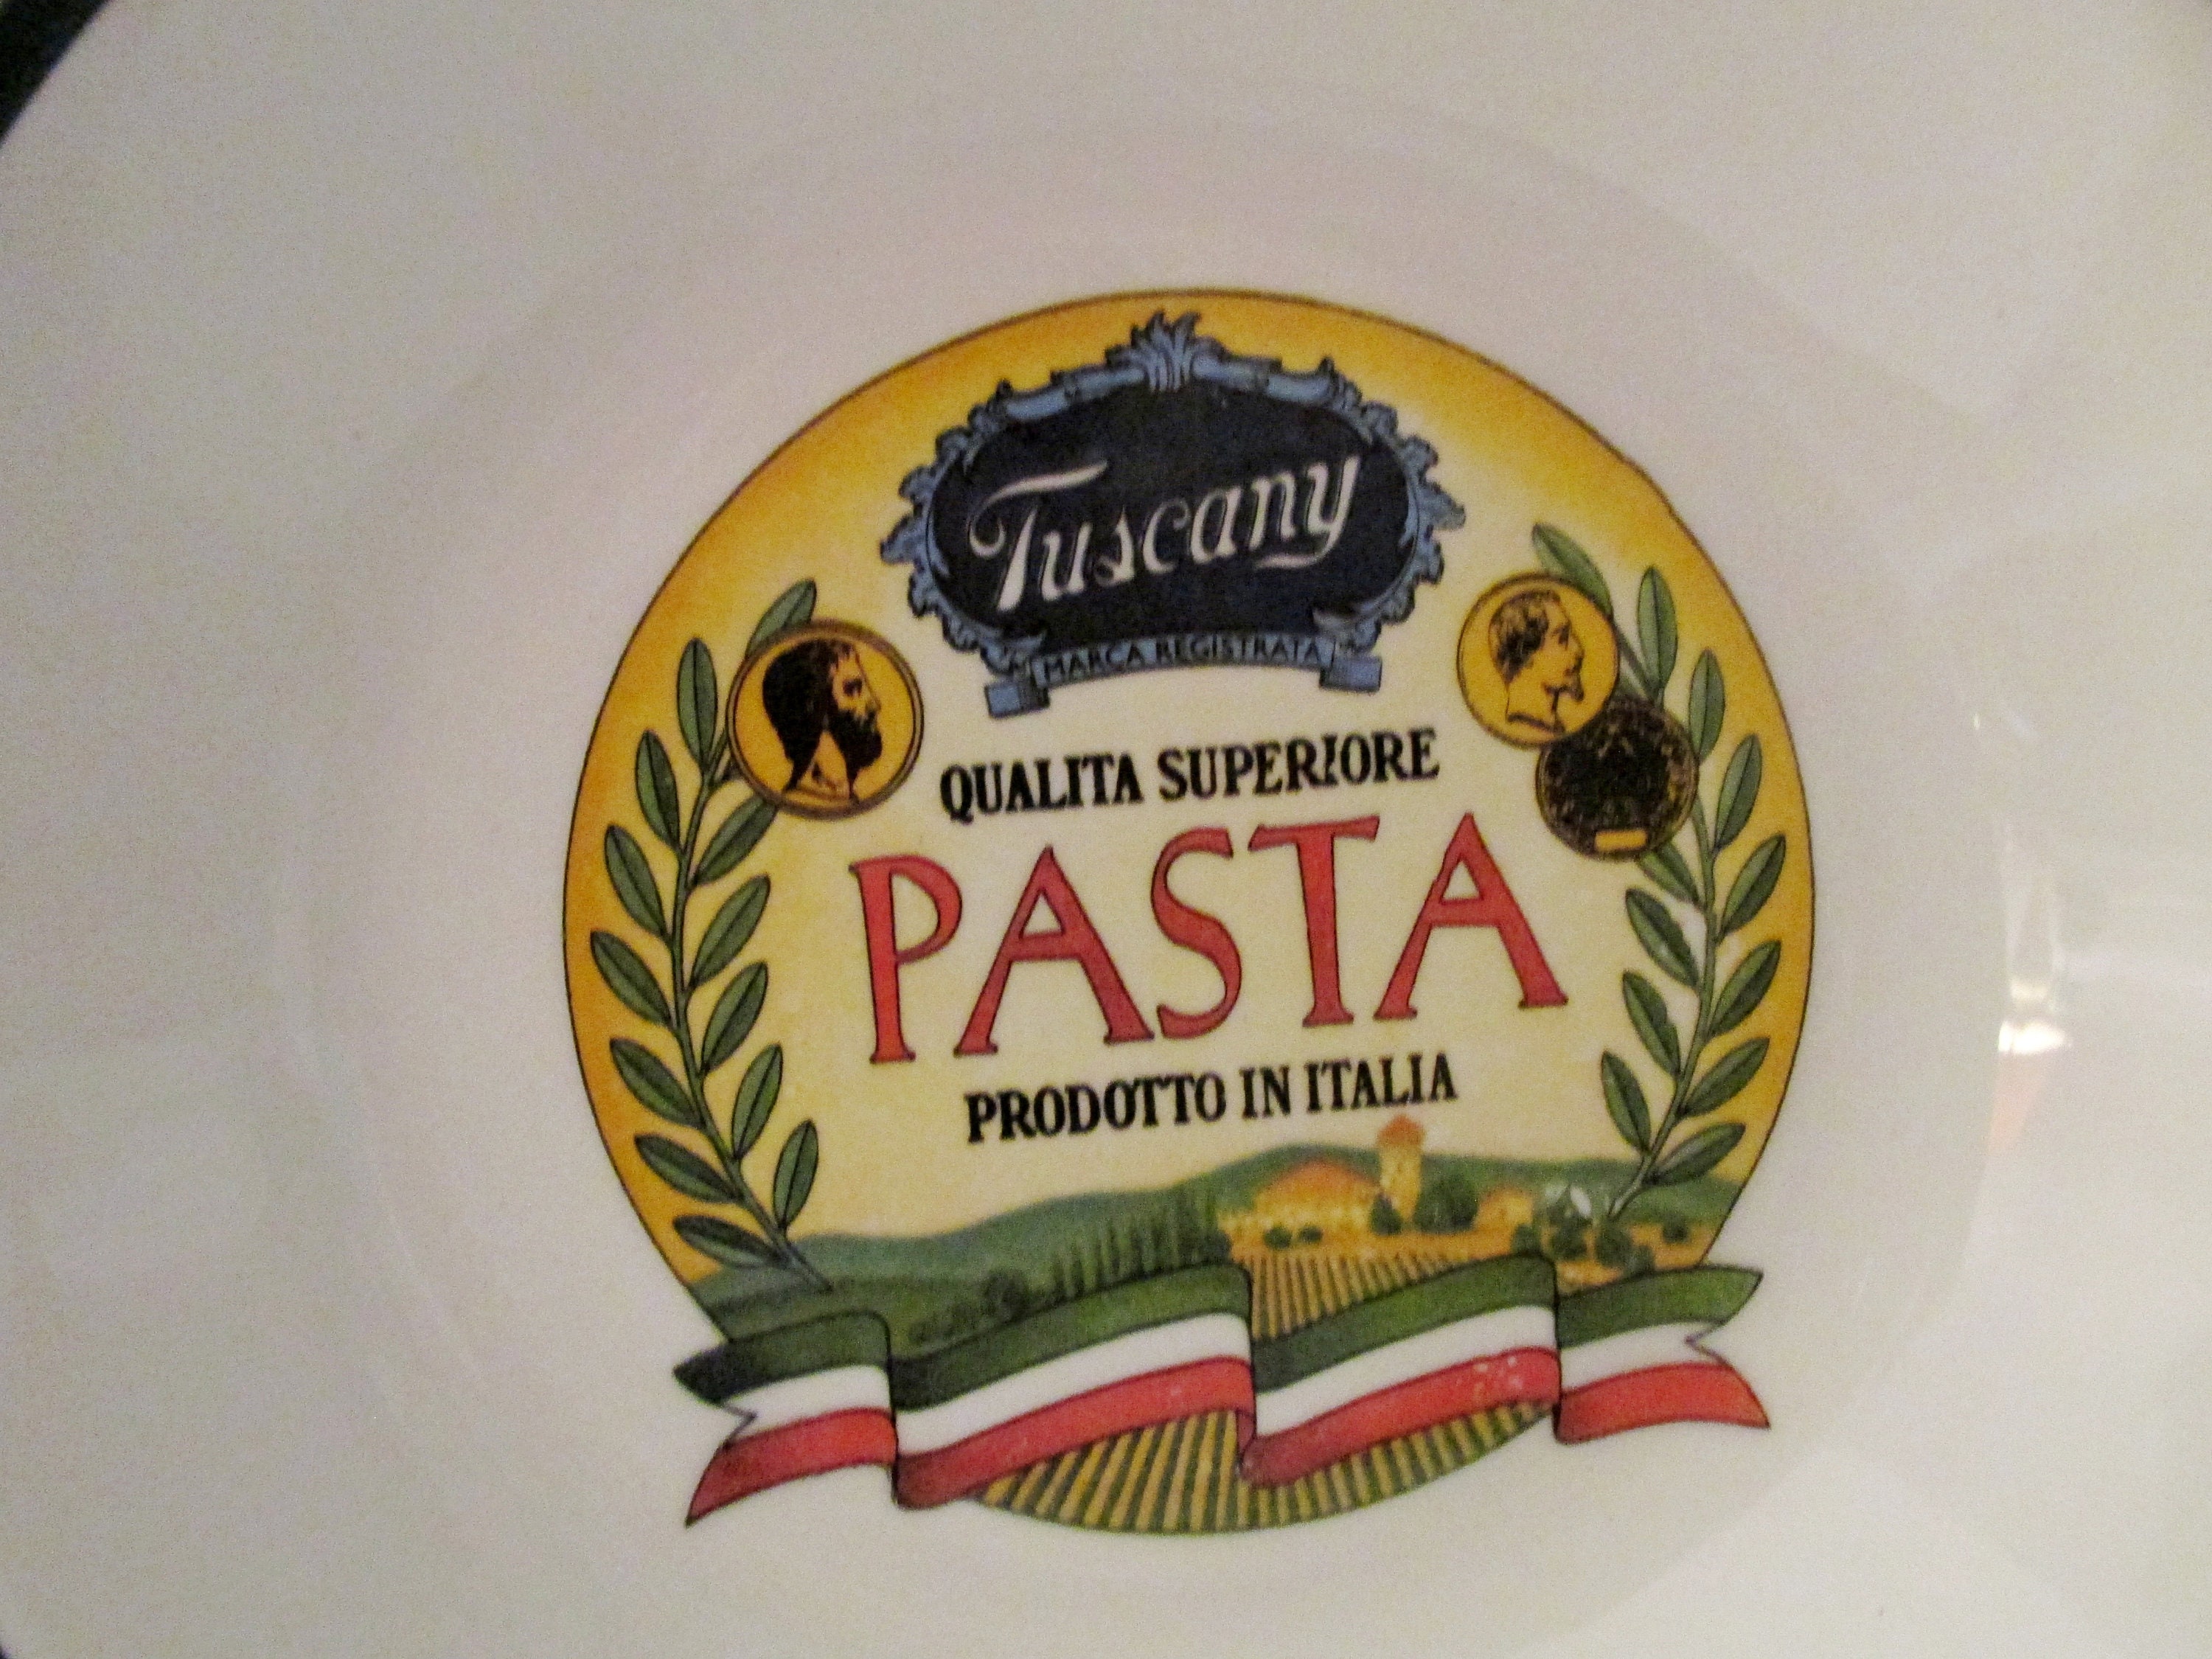 Tuscany
MARCA REGISTRATA
QUALITA SUPERIORE
PASTA
PRODOTTO IN ITALIA